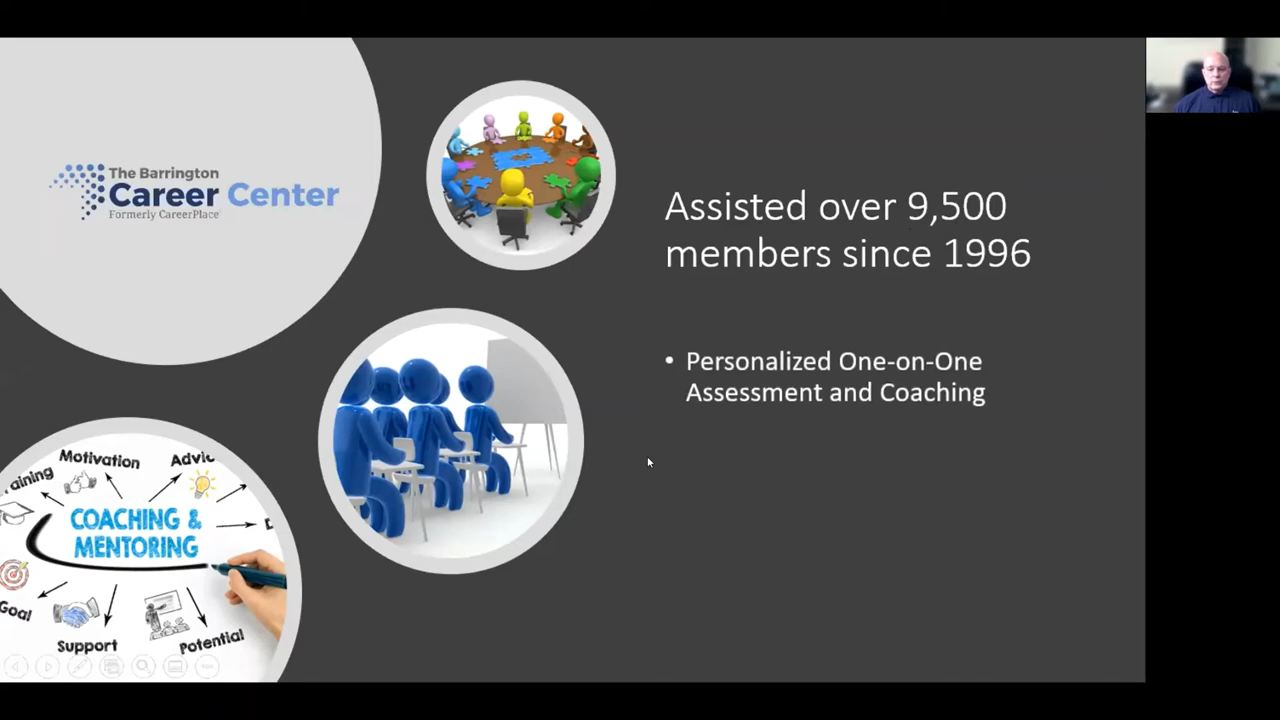 The Barrington
Career Center
Formerly CareerPlace
Assisted over 9,500
members since 1996
• Personalized One-on-One
Assessment and Coaching
Motivation
COACHING &
MENTORING
Goal
Support
Potential